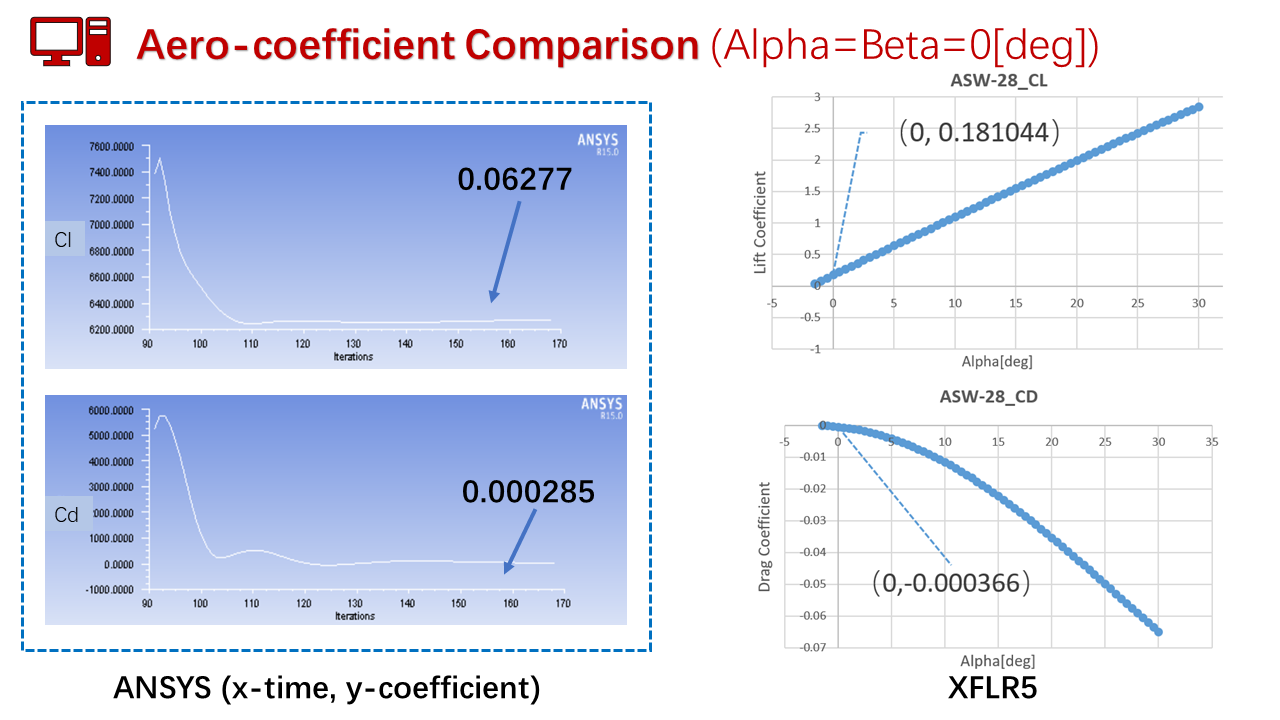 Aero-coefficient Comparison (Alpha=Beta=0[deg])
ANSYS
R15.0
7600.0000
7400.0000
7200.0000
7000.0000
6800.0000
6600.0000
6400.0000
6200.0000
Cl
0.06277
90 100 110 120 130 140 150 160 170
Iterations
ANSYS
R15.0
6000.0000
5000.0000
4000.0000
3000.0000
2000.0000
1000.0000
0.0000
-1000.0000
Cd
0.000285
90 100 110 120 130 140 150 160 170
Iterations
ANSYS (x-time, y-coefficient)
ASW-28_CL
Lift Coefficient
3
2.5
2
1.5
1
0.5
0
-0.5
-1
(0, 0.181044)
-5 0 5 10 15 20 25 30
Alpha[deg]
ASW-28_CD
Drag Coefficient
0
-5 0 5 10 15 20 25 30 35
-0.01
-0.02
-0.03
-0.04
-0.05
-0.06
-0.07
(0,-0.000366)
Alpha[deg]
XFLR5